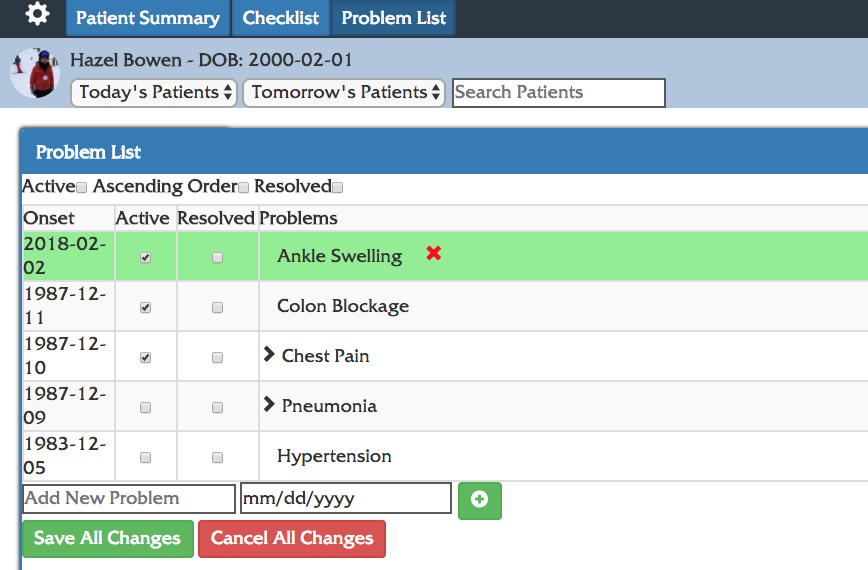 Patient Summary Checklist Problem List
Hazel Bowen - DOB: 2000-02-01
Today's Patients Tomorrow's Patients Search Patients
Problem List
Active Ascending Order Resolved
Onset Active Resolved Problems
2018-02-
02
Ankle Swelling
1987-12-
11
Colon Blockage
1987-12-
10
Chest Pain
1987-12-
09
Pneumonia
1983-12-
05
Hypertension
Add New Problem mm/dd/yyyy
Save All Changes Cancel All Changes